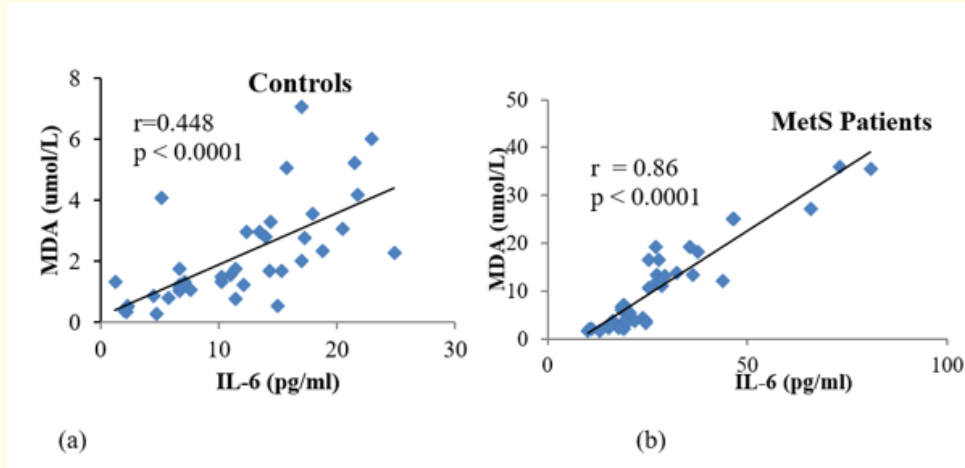 Controls
r=0.448
p < 0.0001
MDA (umol/L)
8
6
4
2
0
0 10 20 30
IL-6 (pg/ml)
(a)
MetS Patients
r = 0.86
p < 0.0001
MDA (umol/L)
50
40
30
20
10
0
0 50 100
IL-6 (pg/ml)
(b)